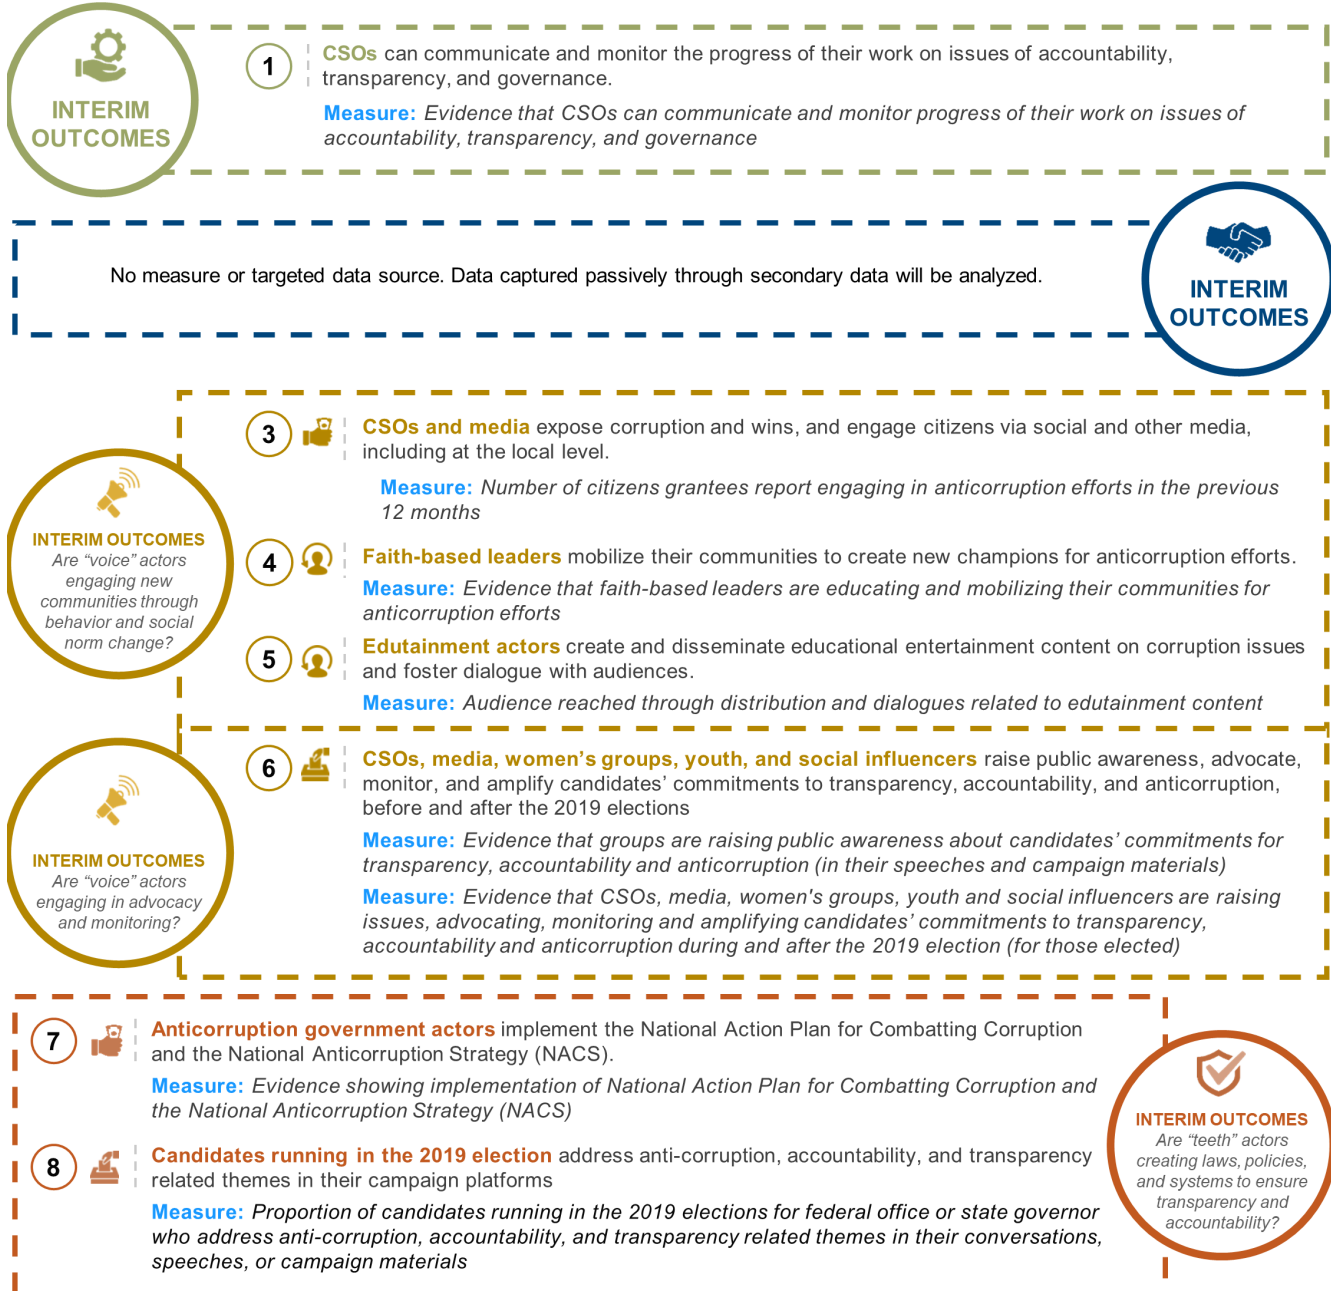 INTERIM
OUTCOMES
1
CSOs can communicate and monitor the progress of their work on issues of accountability,
transparency, and governance.
Measure: Evidence that CSOs can communicate and monitor progress of their work on issues of
accountability, transparency, and governance
No measure or targeted data source. Data captured passively through secondary data will be analyzed.
INTERIM
OUTCOMES
INTERIM OUTCOMES
Are “voice” actors
engaging new
communities through
behavior and social
norm change?
3
CSOs and media expose corruption and wins, and engage citizens via social and other media,
including at the local level.
Measure: Number of citizens grantees report engaging in anticorruption efforts in the previous
12 months
4
Faith-based leaders mobilize their communities to create new champions for anticorruption efforts.
Measure: Evidence that faith-based leaders are educating and mobilizing their communities for
anticorruption efforts
5
Edutainment actors create and disseminate educational entertainment content on corruption issues
and foster dialogue with audiences.
Measure: Audience reached through distribution and dialogues related to edutainment content
INTERIM OUTCOMES
Are “voice” actors
engaging in advocacy
and monitoring?
6
CSOs, media, women’s groups, youth, and social influencers raise public awareness, advocate,
monitor, and amplify candidates’ commitments to transparency, accountability, and anticorruption,
before and after the 2019 elections
Measure: Evidence that groups are raising public awareness about candidates’ commitments for
transparency, accountability and anticorruption (in their speeches and campaign materials)
Measure: Evidence that CSOs, media, women's groups, youth and social influencers are raising
issues, advocating, monitoring and amplifying candidates’ commitments to transparency,
accountability and anticorruption during and after the 2019 election (for those elected)
7
Anticorruption government actors implement the National Action Plan for Combatting Corruption
and the National Anticorruption Strategy (NACS).
Measure: Evidence showing implementation of National Action Plan for Combatting Corruption and
the National Anticorruption Strategy (NACS)
8
Candidates running in the 2019 election address anti-corruption, accountability, and transparency
related themes in their campaign platforms
Measure: Proportion of candidates running in the 2019 elections for federal office or state governor
who address anti-corruption, accountability, and transparency related themes in their conversations,
speeches, or campaign materials
INTERIM OUTCOMES
Are “teeth” actors
creating laws, policies,
and systems to ensure
transparency and
accountability?